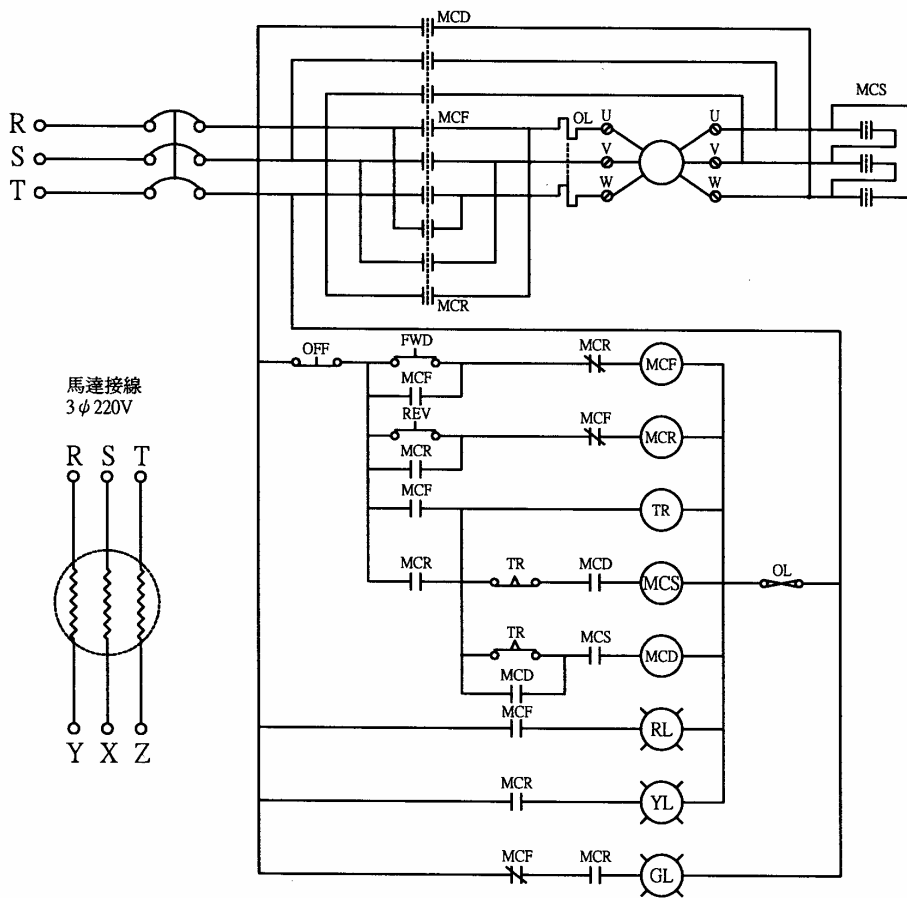 MCD
MCS
R
MCF
OL
U
U
S
V
V
T
W
W
MCR
OFF
FWD
MCR
MCF
MCF
馬達接線
3φ220V
REV
MCF
MCR
MCR
R S T
MCF
TR
MCR
TR
MCD
MCS
OL
TR
MCS
MCD
MCD
MCF
RL
Y X Z
MCR
YL
MCF
MCR
GL